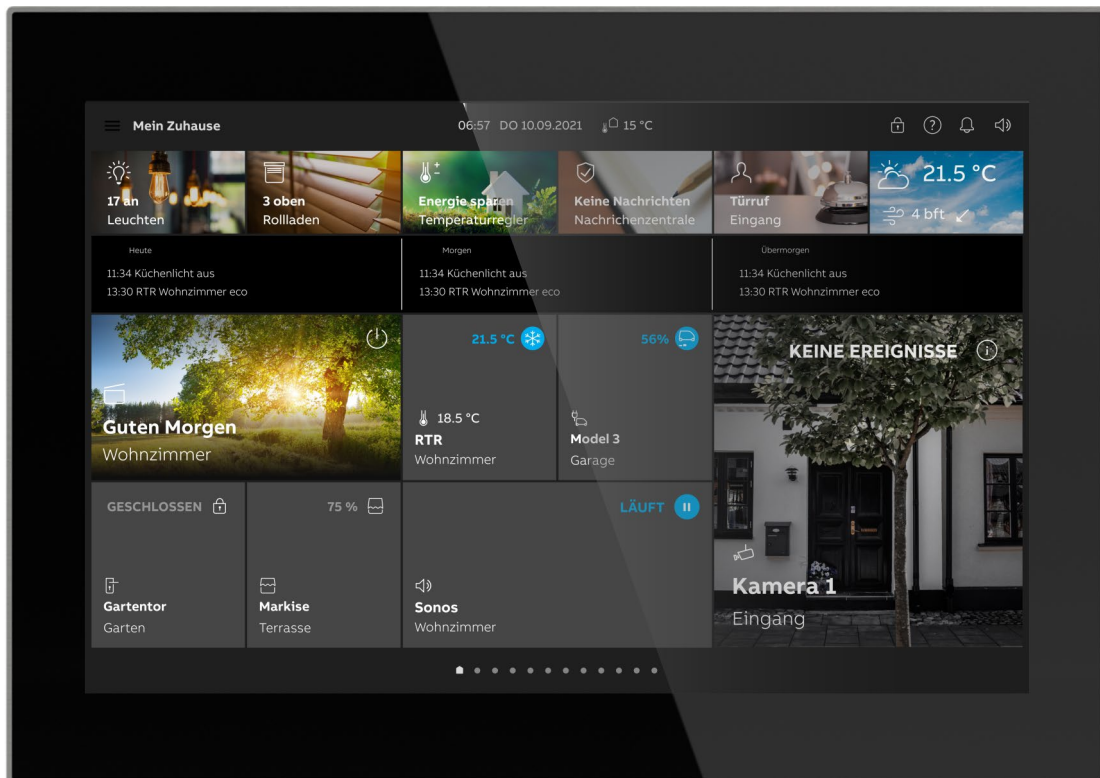 Mein Zuhause
06:57 DO 10.09.2021 15 °C
17 an
Leuchten
3 oben
Rollladen
Energie sparen
Temperaturregler
Keine Nachrichten
Nachrichenzentrale
Türruf
Eingang
21.5 °C
4 bft
Heute
11:34 Küchenlicht aus
13:30 RTR Wohnzimmer eco
Morgen
11:34 Küchenlicht aus
13:30 RTR Wohnzimmer eco
Übermorgen
11:34 Küchenlicht aus
13:30 RTR Wohnzimmer eco
Guten Morgen
Wohnzimmer
21.5 °C
18.5 °C
RTR
Wohnzimmer
56%
Model 3
Garage
KEINE EREIGNISSE
Kamera 1
Eingang
GESCHLOSSEN
Gartentor
Garten
75 %
Markise
Terrasse
LÄUFT
Sonos
Wohnzimmer